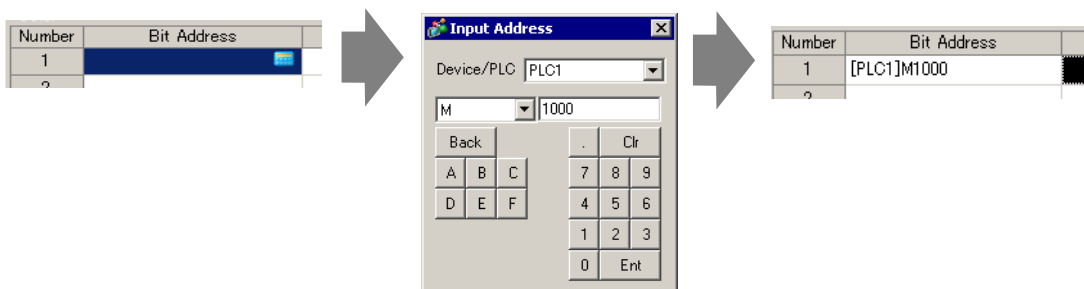 Number Bit Address
1
Input Address
Device/PLC PLC1
M 1000
Back . Clr
A B C 7 8 9
D E F 4 5 6
1 2 3
0 Ent
Number Bit Address
1 [PLC1]M1000